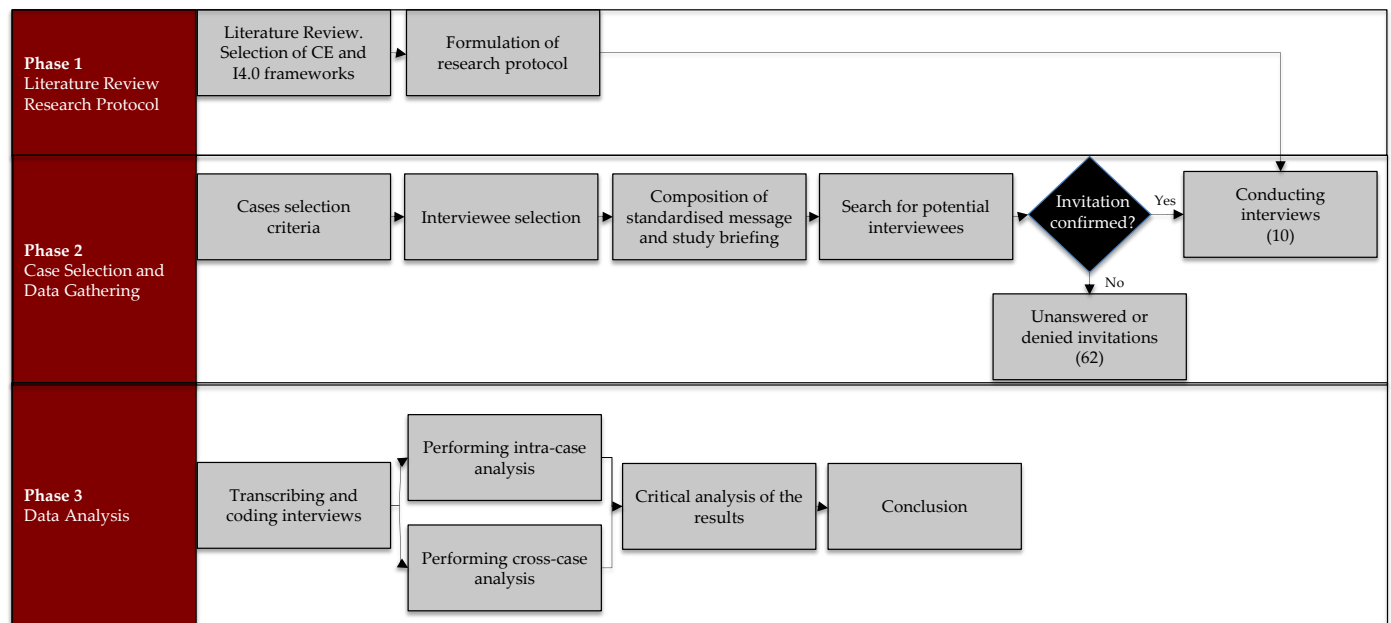 Phase 1
Literature Review
Research Protocol
Literature Review.
Selection of CE and
I4.0 frameworks
Formulation of
research protocol
Phase 2
Case Selection and
Data Gathering
Cases selection
criteria
Interviewee selection
Composition of
standardised message
and study briefing
Search for potential
interviewees
Invitation
confirmed?
Yes
Conducting
interviews
(10)
No
Unanswered or
denied invitations
(62)
Phase 3
Data Analysis
Transcribing and
coding interviews
Performing intra-case
analysis
Performing cross-case
analysis
Critical analysis of the
results
Conclusion